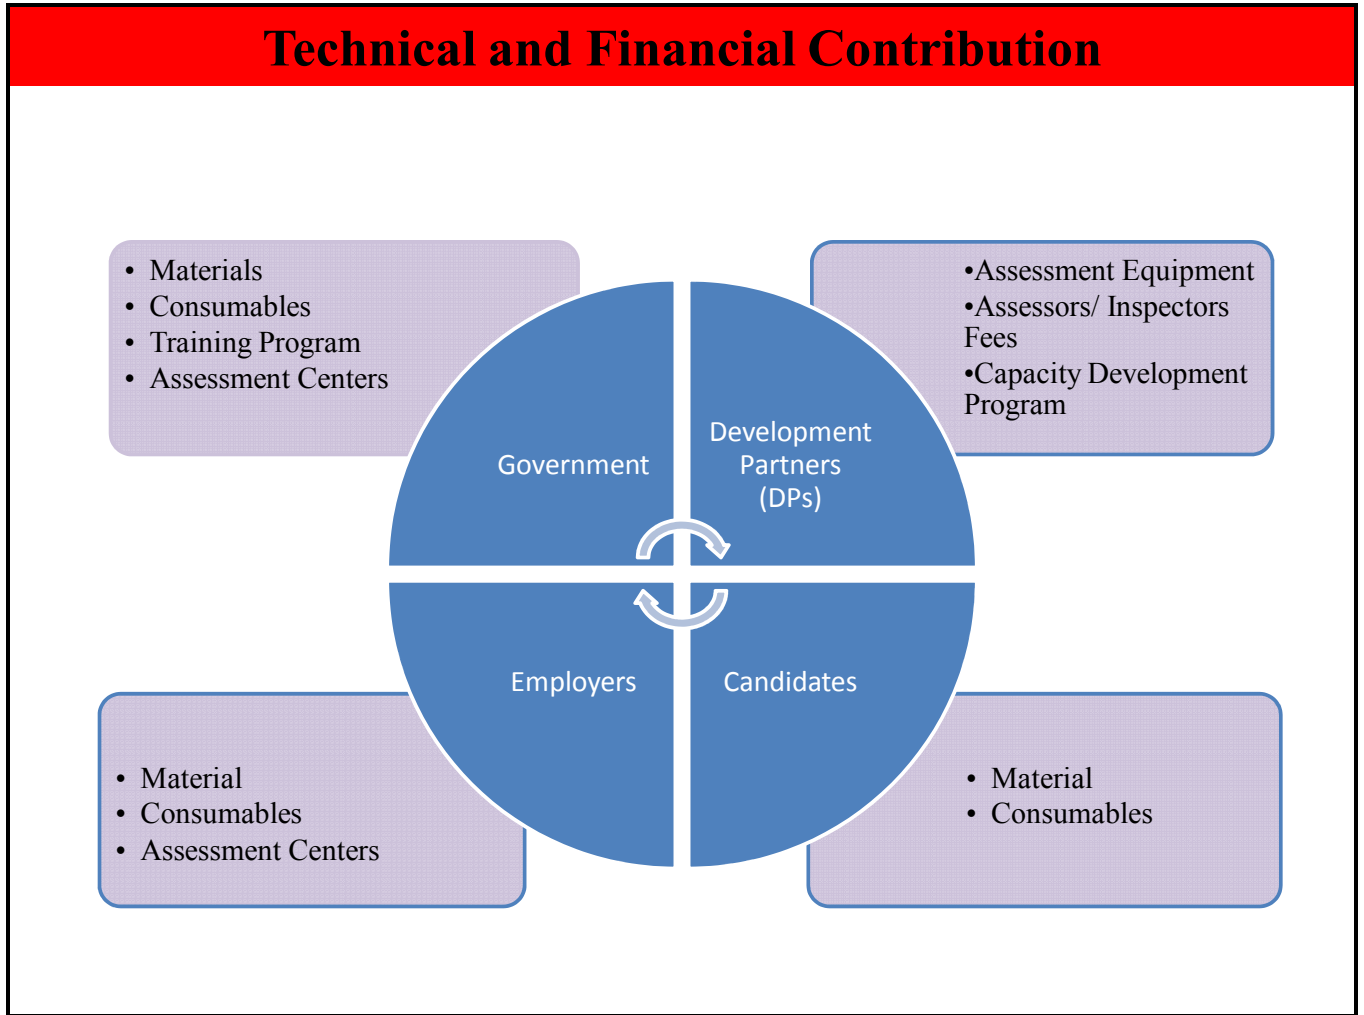 Technical and Financial Contribution
• Materials
• Consumables
• Training Program
• Assessment Centers
•Assessment Equipment
•Assessors/ Inspectors
Fees
•Capacity Development
Program
Government
Development
Partners
(DPs)
Employers
Candidates
• Material
• Consumables
• Assessment Centers
• Material
• Consumables